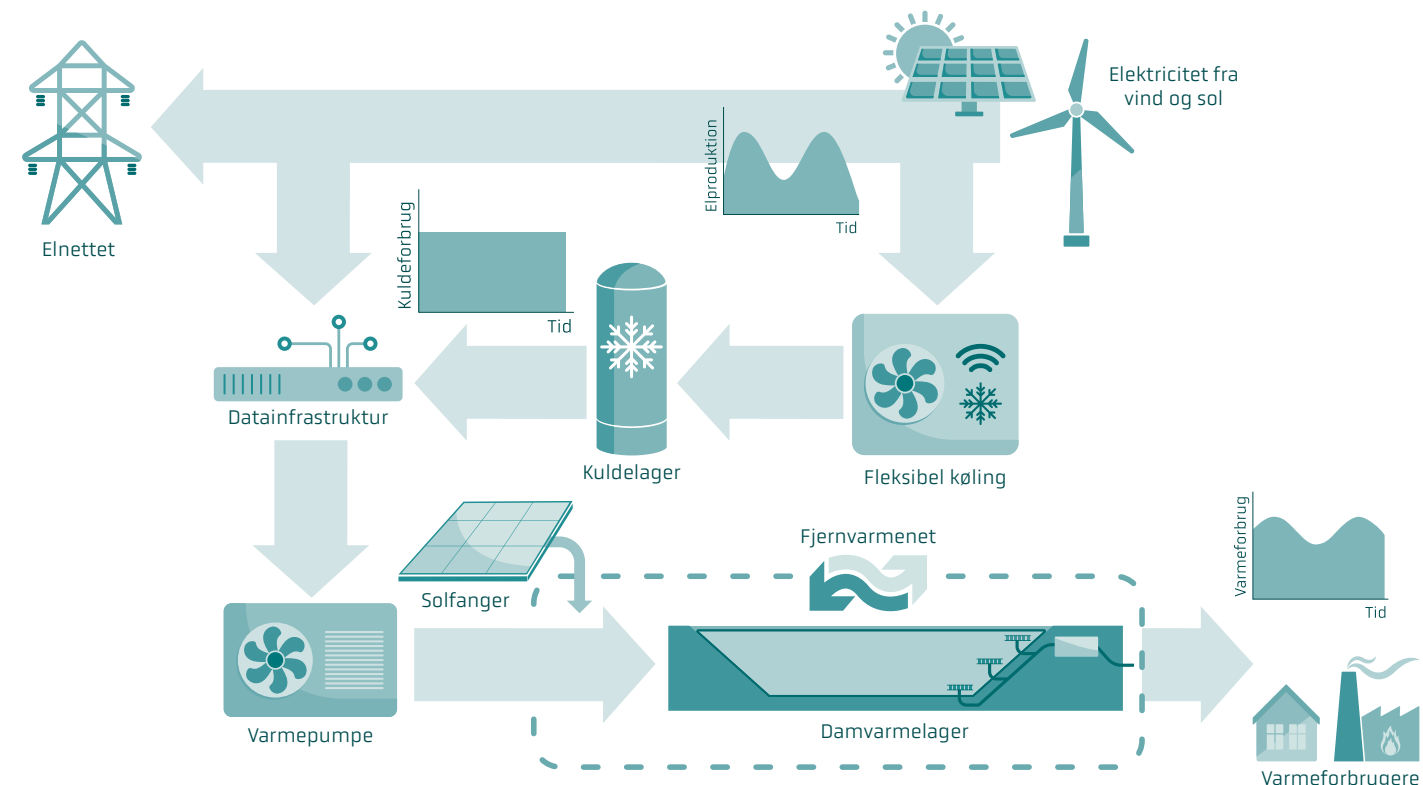 Elektricitet fra
vind og sol
Elnettet
Elproduktion
Tid
Kuldeforbrug
Tid
Datainfrastruktur
Kuldelager
Fleksibel køling
Solfanger
Fjernvarmenet
Varmeforbrug
Tid
Varmepumpe
Damvarmelager
Varmeforbrugere